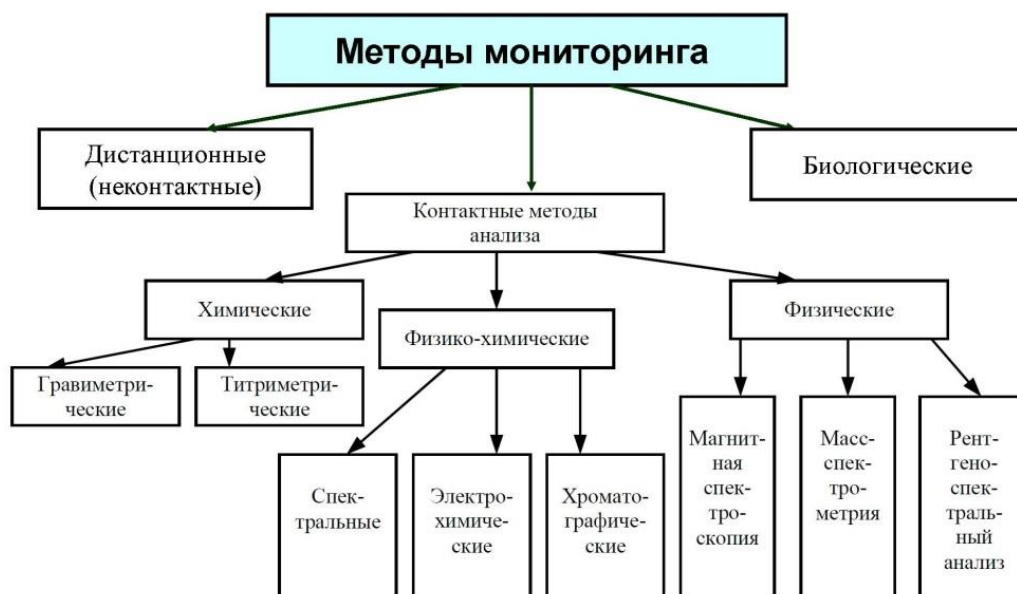 Методы мониторинга
Дистанционные
(неконтактные)
Биологические
Контактные методы
анализа
Химические
Физико-химические
Физические
Гравиметри-
ческие
Титриметри-
ческие
Спек-
тральные
Электро-
химиче-
ские
Хромато-
графиче-
ские
Магнит-
ная
спек-
тро-
скопия
Масс-
спек-
тро-
метрия
Рент-
гено-
спек-
траль-
ный
анализ